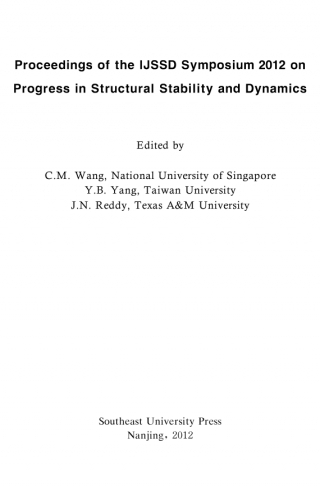 Proceedings of the IJSSD Symposium 2012 on
Progress in Structural Stability and Dynamics
Edited by
C.M. Wang, National University of Singapore
Y.B. Yang, Taiwan University
J.N. Reddy, Texas A&M University
Southeast University Press
Nanjing, 2012